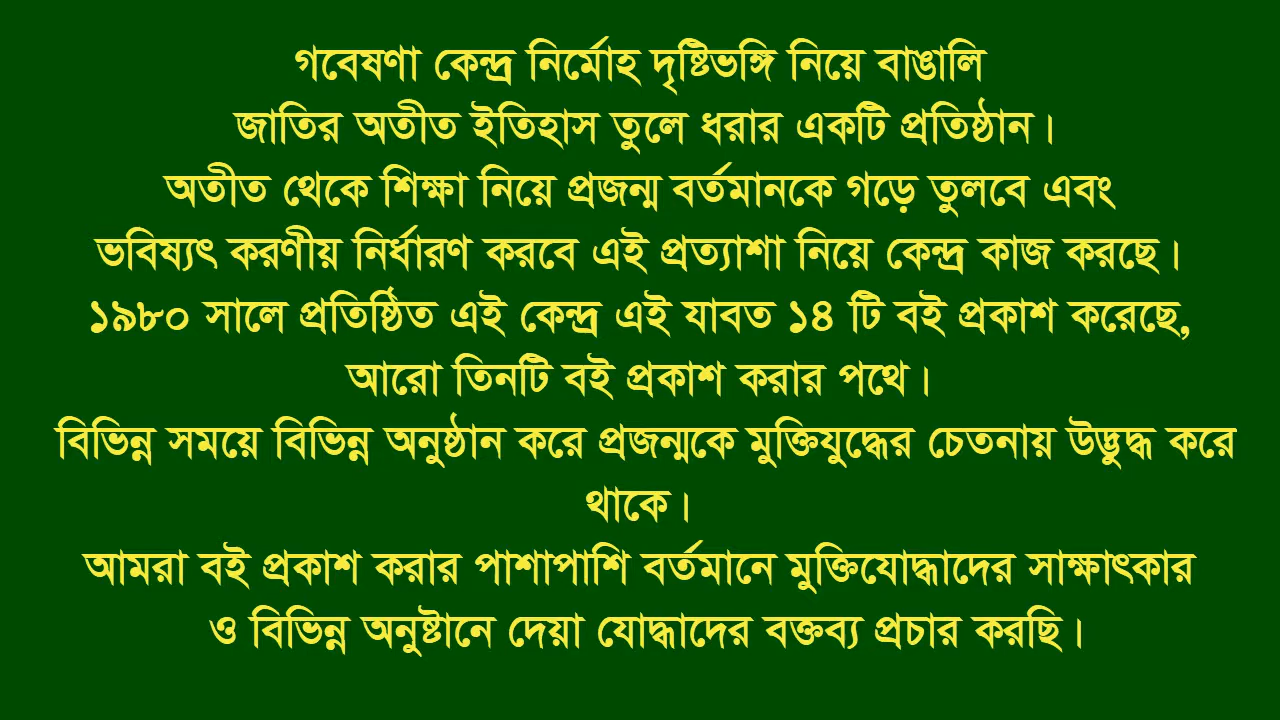 গবেষণা কেন্দ্র নির্মোহ দৃষ্টিভঙ্গি নিয়ে বাঙালি
জাতির অতীত ইতিহাস তুলে ধরার একটি প্রতিষ্ঠান।
অতীত থেকে শিক্ষা নিয়ে প্রজন্ম বর্তমানকে গড়ে তুলবে এবং
ভবিষ্যৎ করণীয় নির্ধারণ করবে এই প্রত্যাশা নিয়ে কেন্দ্র কাজ করছে।
১৯৮০ সালে প্রতিষ্ঠিত এই কেন্দ্র এই যাবত ১৪ টি বই প্রকাশ করেছে,
আরো তিনটি বই প্রকাশ করার পথে।
বিভিন্ন সময়ে বিভিন্ন অনুষ্ঠান করে প্রজন্মকে মুক্তিযুদ্ধের চেতনায় উদ্ভুদ্ধ করে
থাকে।
আমরা বই প্রকাশ করার পাশাপাশি বর্তমানে মুক্তিযোদ্ধাদের সাক্ষাৎকার
ও বিভিন্ন অনুষ্টানে দেয়া যোদ্ধাদের বক্তব্য প্রচার করছি।